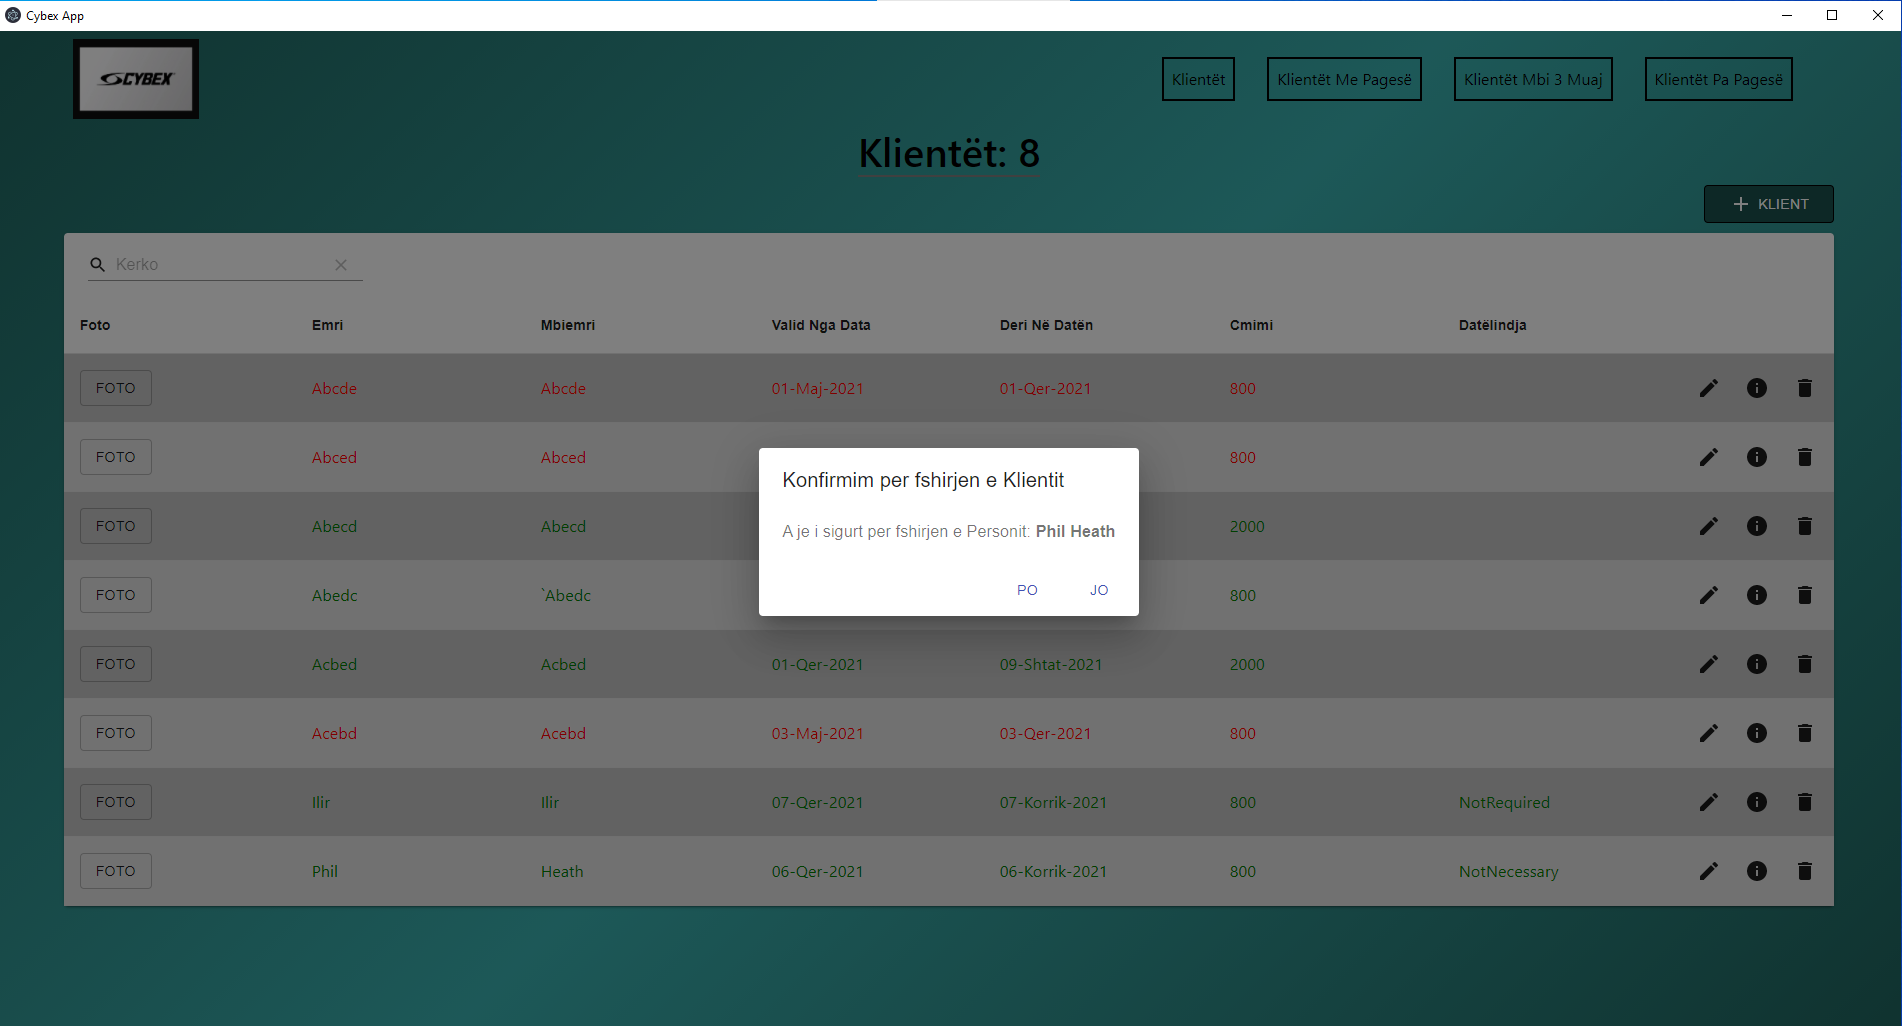 Cybex App
CYBEX
Klientët Klientët Me Pagesë Klientët Mbi 3 Muaj Klientët Pa Pagesë
Klientët: 8
+ KLIENT
Kerko
Foto Emri Mbiemri Valid Nga Data Deri Në Datën Cmimi Datëlindja
FOTO Abcde Abcde 01-Maj-2021 01-Qer-2021 800
FOTO Abced Abced 800
Konfirmim per fshirjen e Klientit
FOTO Abecd Abecd 2000
A je i sigurt per fshirjen e Personit: Phil Heath
FOTO Abedc `Abedc 800
PO JO
FOTO Acbed Acbed 01-Qer-2021 09-Shtat-2021 2000
FOTO Acebd Acebd 03-Maj-2021 03-Qer-2021 800
FOTO Ilir Ilir 07-Qer-2021 07-Korrik-2021 800 NotRequired
FOTO Phil Heath 06-Qer-2021 06-Korrik-2021 800 NotNecessary